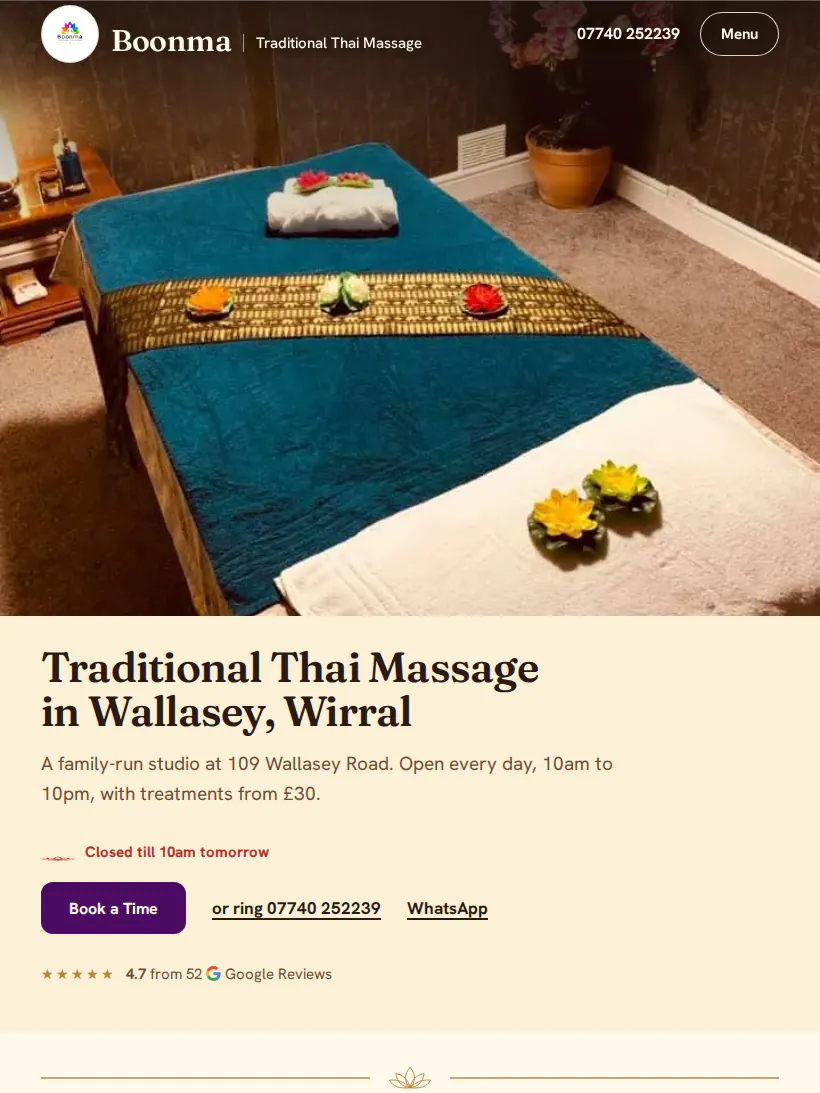 Boonma
Boonma
Traditional Thai Massage
07740 252239
Menu
Traditional Thai Massage
in Wallasey, Wirral
A family-run studio at 109 Wallasey Road. Open every day, 10am to
10pm, with treatments from £30.
Closed till 10am tomorrow
Book a Time
or ring 07740 252239
WhatsApp
4.7 from 52 Google Reviews